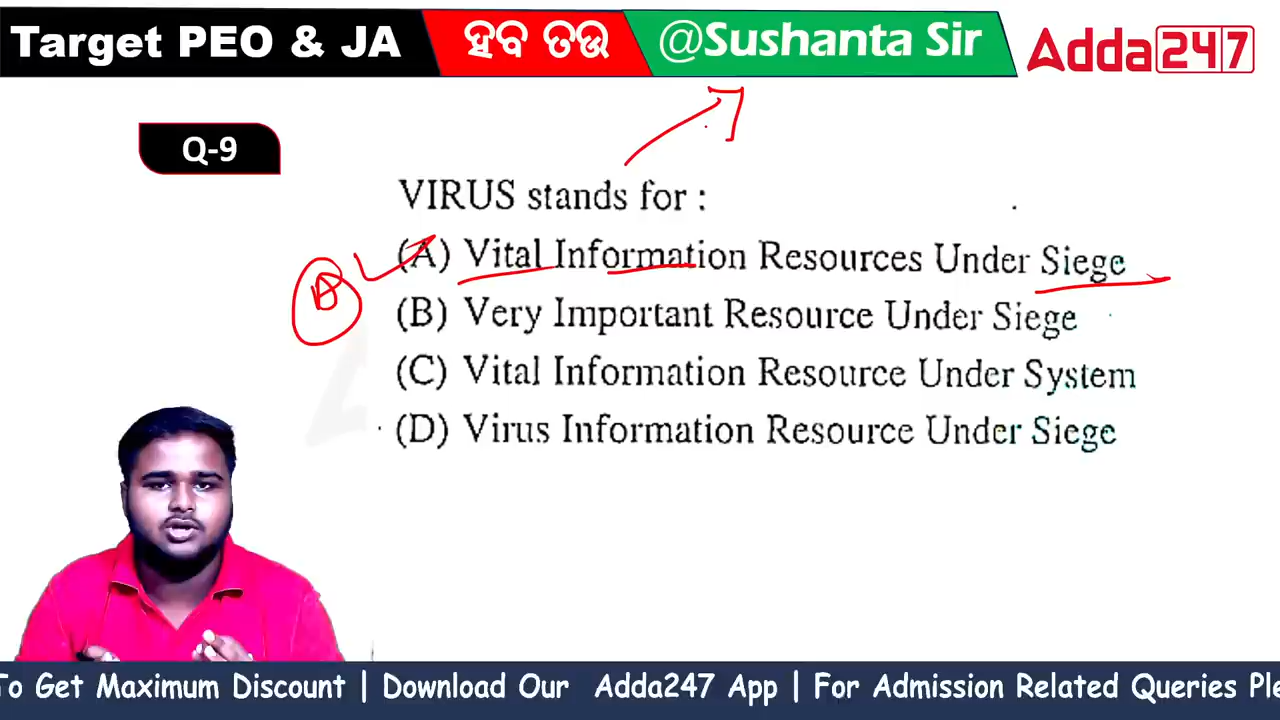 Target PEO & JA ହବ ତଉ @Sushanta Sir Adda247
Q-9
VIRUS stands for :
(A) Vital Information Resources Under Siege
A
(B) Very Important Resource Under Siege
(C) Vital Information Resource Under System
(D) Virus Information Resource Under Siege
To Get Maximum Discount | Download Our Adda247 App | For Admission Related Queries Ple